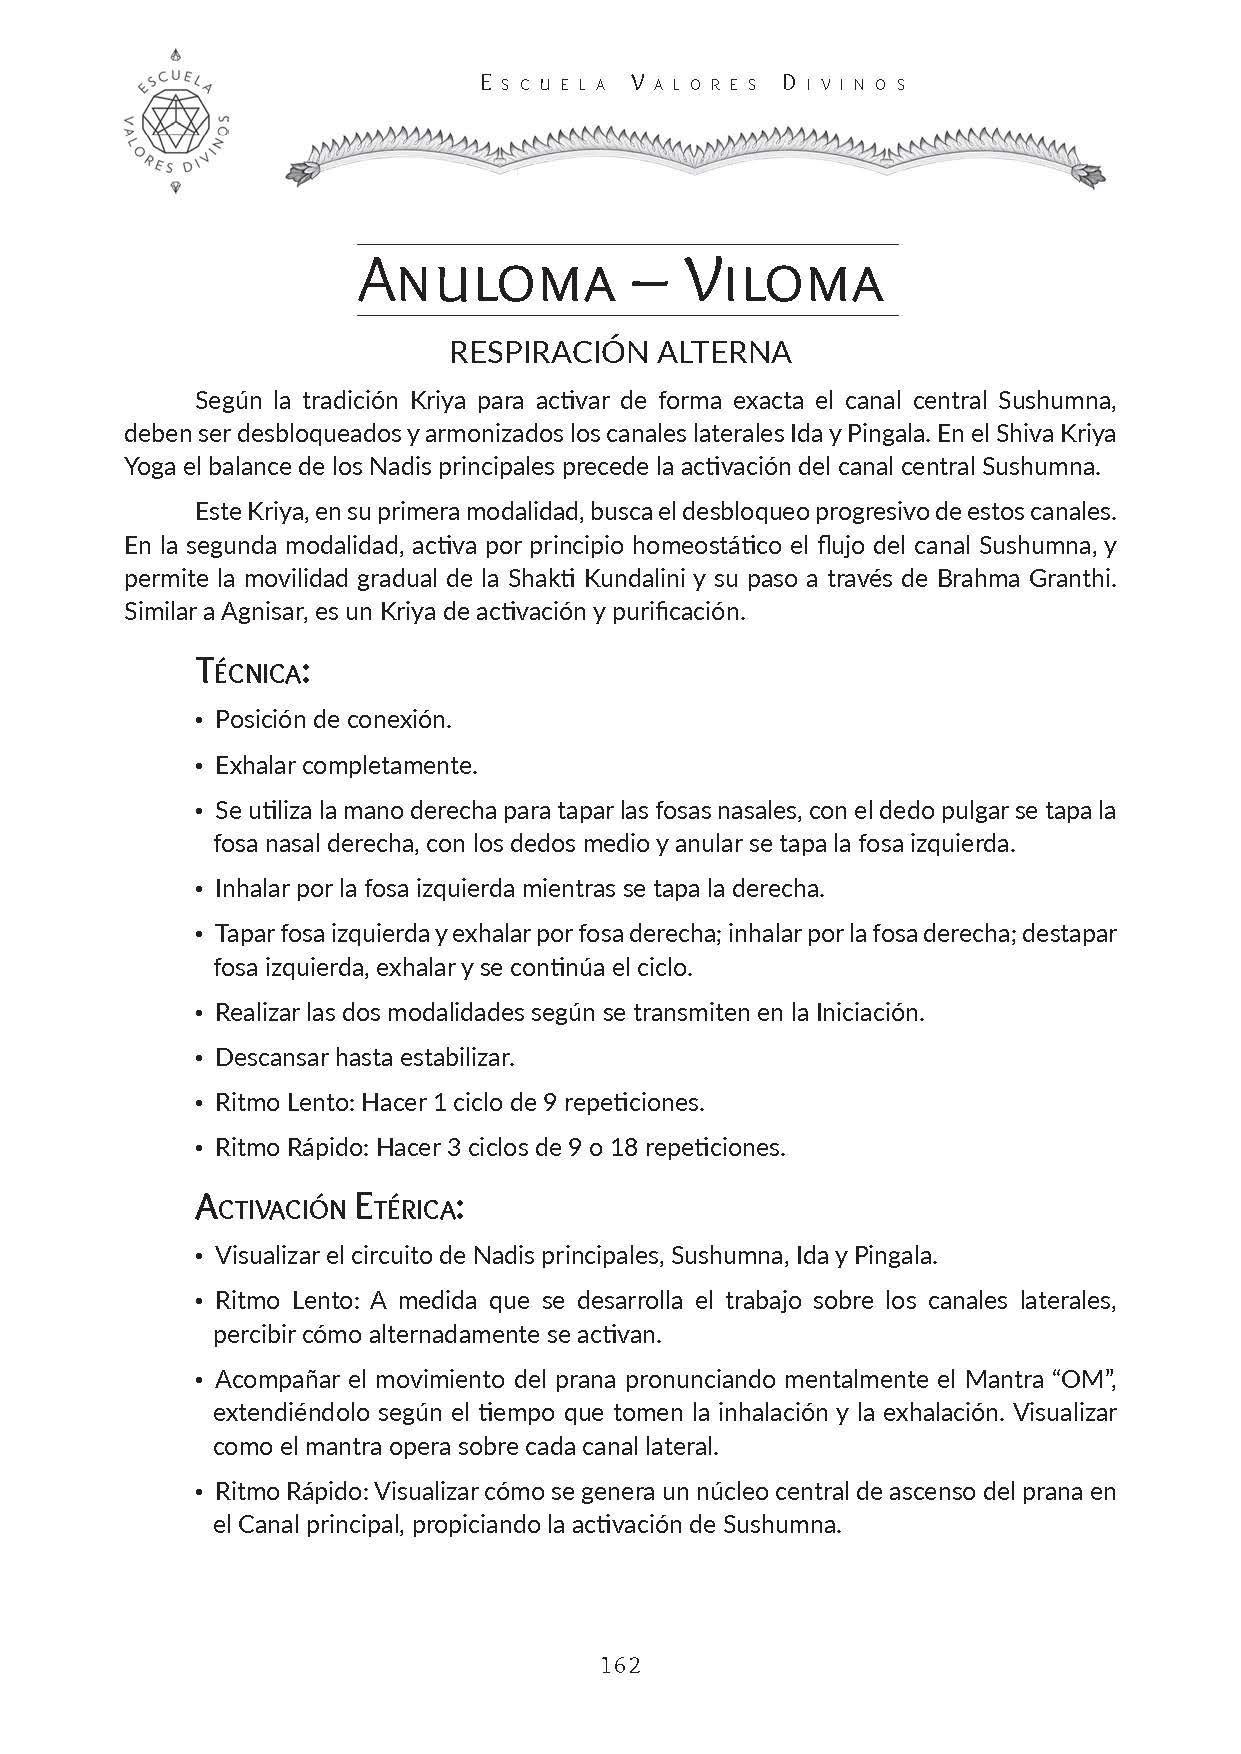 ESCUELA
VALORES DIVINOS
ESCUELA VALORES DIVINOS
ANULOMA – VILOMA
RESPIRACIÓN ALTERNA
Según la tradición Kriya para activar de forma exacta el canal central Sushumna,
deben ser desbloqueados y armonizados los canales laterales Ida y Pingala. En el Shiva Kriya
Yoga el balance de los Nadis principales precede la activación del canal central Sushumna.
Este Kriya, en su primera modalidad, busca el desbloqueo progresivo de estos canales.
En la segunda modalidad, activa por principio homeostático el flujo del canal Sushumna, y
permite la movilidad gradual de la Shakti Kundalini y su paso a través de Brahma Granthi.
Similar a Agnisar, es un Kriya de activación y purificación.
TÉCNICA:
• Posición de conexión.
• Exhalar completamente.
• Se utiliza la mano derecha para tapar las fosas nasales, con el dedo pulgar se tapa la
fosa nasal derecha, con los dedos medio y anular se tapa la fosa izquierda.
• Inhalar por la fosa izquierda mientras se tapa la derecha.
• Tapar fosa izquierda y exhalar por fosa derecha; inhalar por la fosa derecha; destapar
fosa izquierda, exhalar y se continúa el ciclo.
• Realizar las dos modalidades según se transmiten en la Iniciación.
• Descansar hasta estabilizar.
• Ritmo Lento: Hacer 1 ciclo de 9 repeticiones.
• Ritmo Rápido: Hacer 3 ciclos de 9 o 18 repeticiones.
ACTIVACIÓN ETÉRICA:
• Visualizar el circuito de Nadis principales, Sushumna, Ida y Pingala.
• Ritmo Lento: A medida que se desarrolla el trabajo sobre los canales laterales,
percibir cómo alternadamente se activan.
• Acompañar el movimiento del prana pronunciando mentalmente el Mantra “OM”,
extendiéndolo según el tiempo que tomen la inhalación y la exhalación. Visualizar
como el mantra opera sobre cada canal lateral.
• Ritmo Rápido: Visualizar cómo se genera un núcleo central de ascenso del prana en
el Canal principal, propiciando la activación de Sushumna.
162